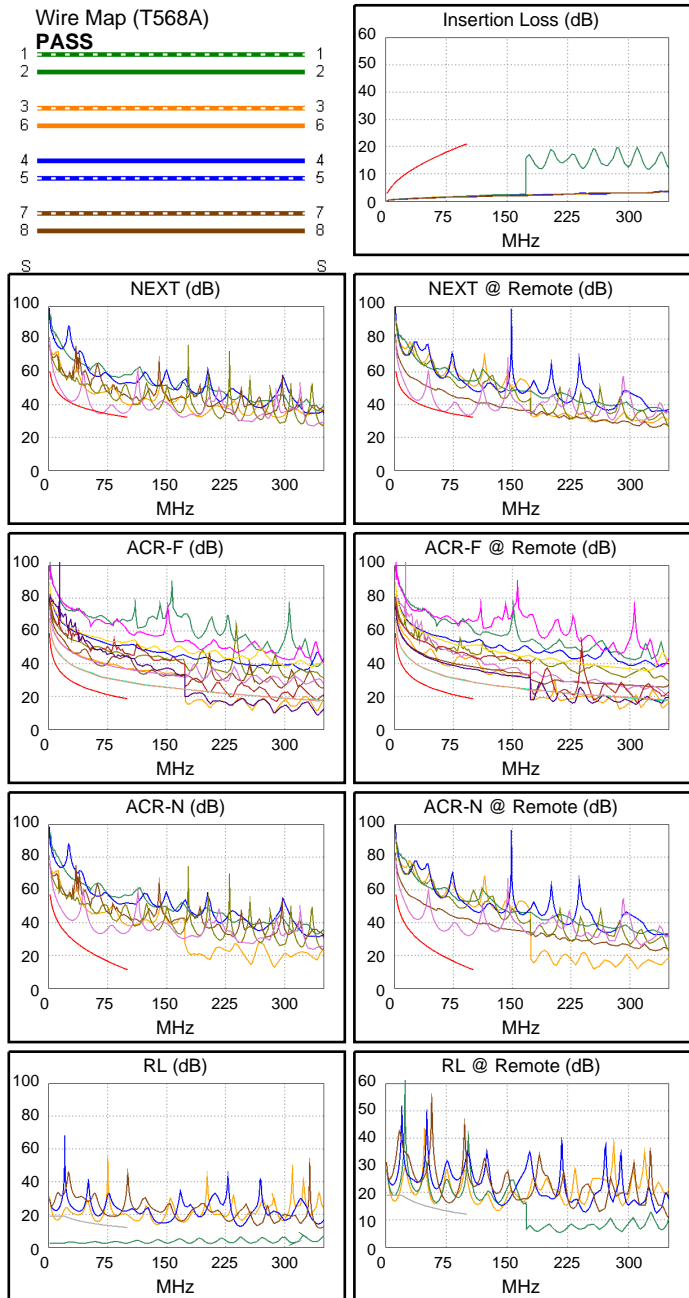 Wire Map (T568A)
PASS
1 1
2 2
3 3
6 6
4 4
5 5
7 7
8 8
S S
Insertion Loss (dB)
60
50
40
30
20
10
0
0 75 150 225 300
MHz
NEXT (dB)
100
80
60
40
20
0
0 75 150 225 300
MHz
NEXT @ Remote (dB)
100
80
60
40
20
0
0 75 150 225 300
MHz
ACR-F (dB)
100
80
60
40
20
0
0 75 150 225 300
MHz
ACR-F @ Remote (dB)
100
80
60
40
20
0
0 75 150 225 300
MHz
ACR-N (dB)
100
80
60
40
20
0
0 75 150 225 300
MHz
ACR-N @ Remote (dB)
100
80
60
40
20
0
0 75 150 225 300
MHz
RL (dB)
100
80
60
40
20
0
0 75 150 225 300
MHz
RL @ Remote (dB)
60
50
40
30
20
10
0
0 75 150 225 300
MHz